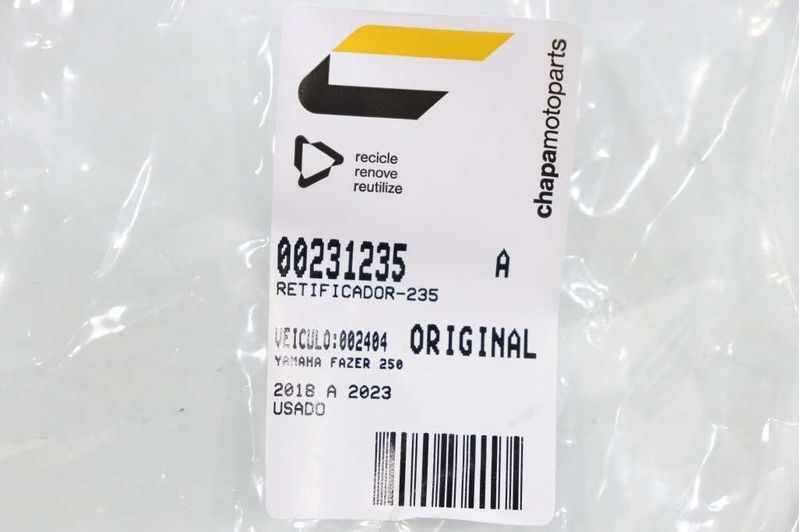 chapamotoparts
recicle
renove
reutilize
00231235 A
RETIFICADOR-235
VEICULO:002404 ORIGINAL
YAMAHA FAZER 250
2018 A 2023
USADO